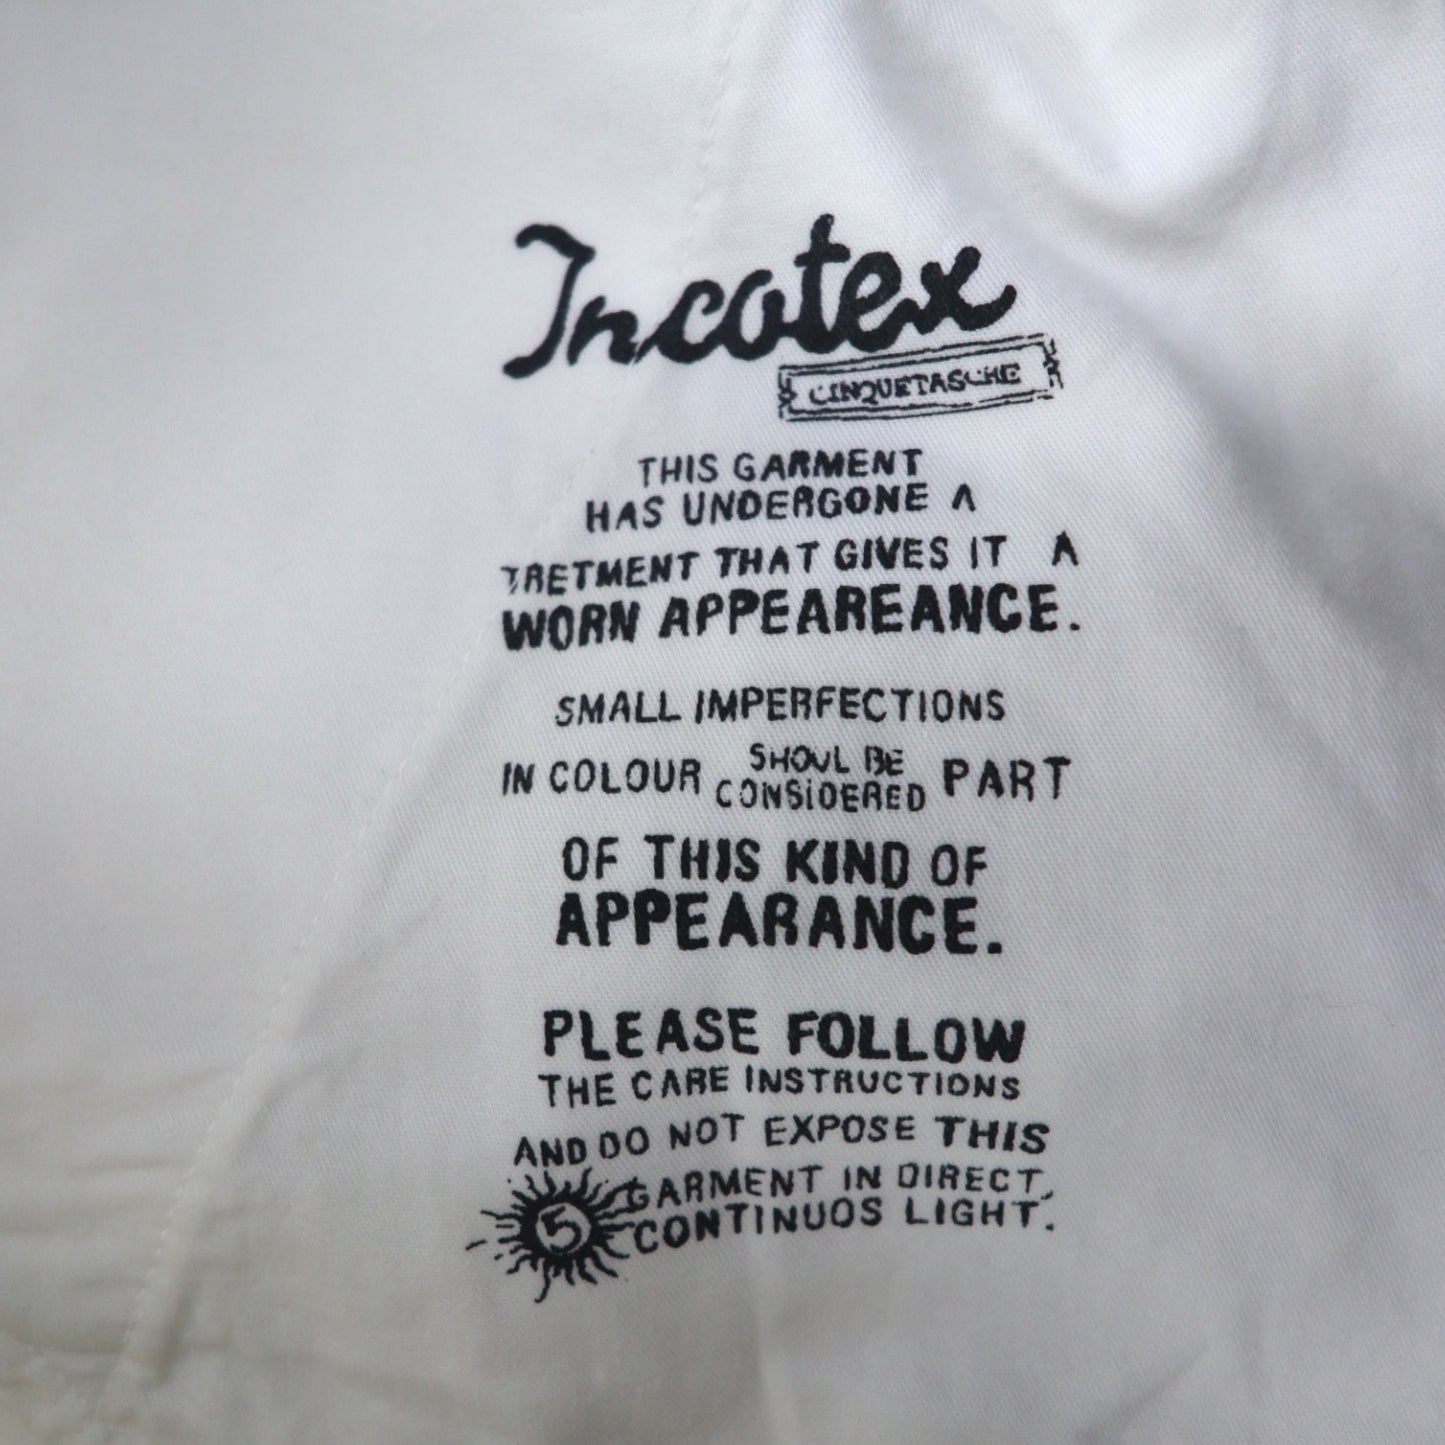 Incotex
CINQUETASCHE
THIS GARMENT
HAS UNDERGONE A
TRETMENT THAT GIVES IT A
WORN APPEAREANCE.
SMALL IMPERFECTIONS
IN COLOUR SHOUL BE CONSIDERED PART
OF THIS KIND OF
APPEARANCE.
PLEASE FOLLOW
THE CARE INSTRUCTIONS
AND DO NOT EXPOSE THIS
GARMENT IN DIRECT,
5 CONTINUOS LIGHT.